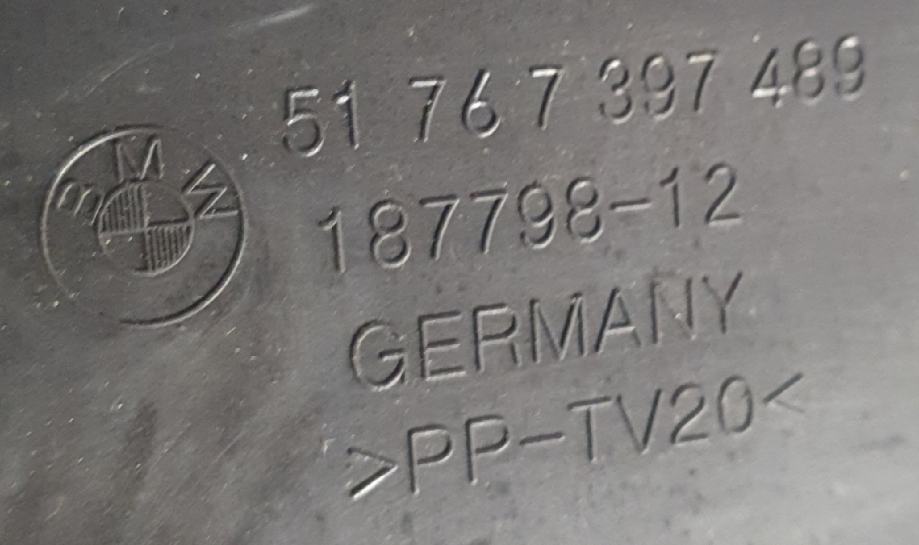 BMW
51 767 397 489
187798-12
GERMANY
>PP-TV20<